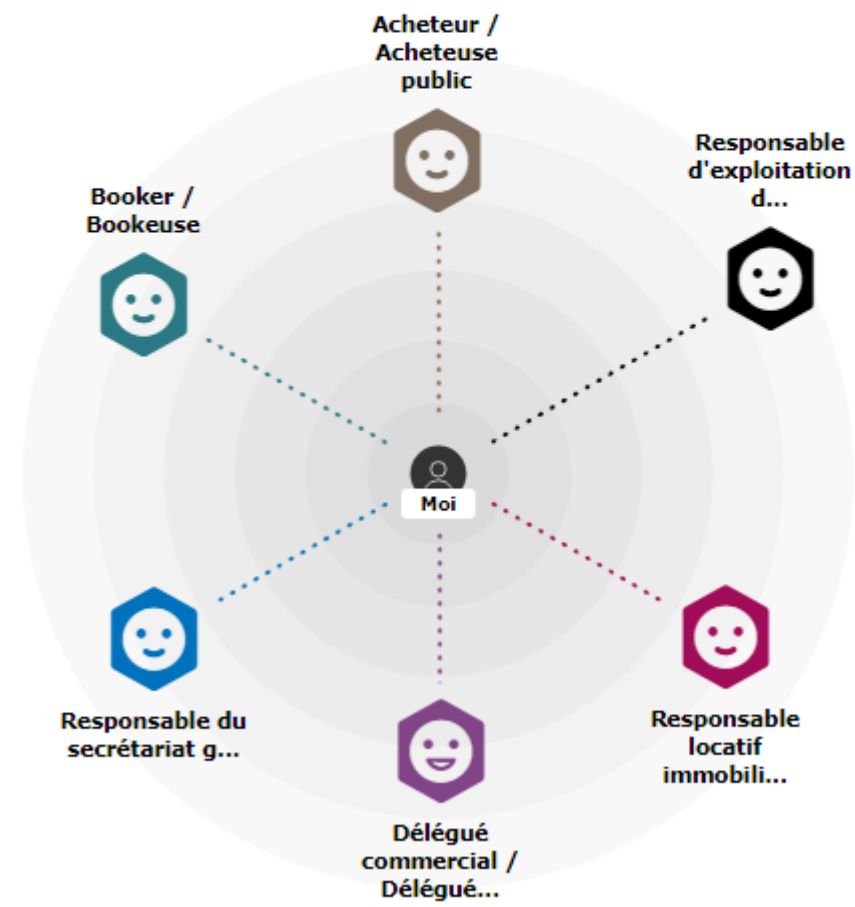 Acheteur /
Acheteuse
public
Responsable
d'exploitation
d...
Booker /
Bookeuse
Moi
Responsable du
secrétariat g...
Responsable
locatif
immobili...
Délégué
commercial /
Délégué...